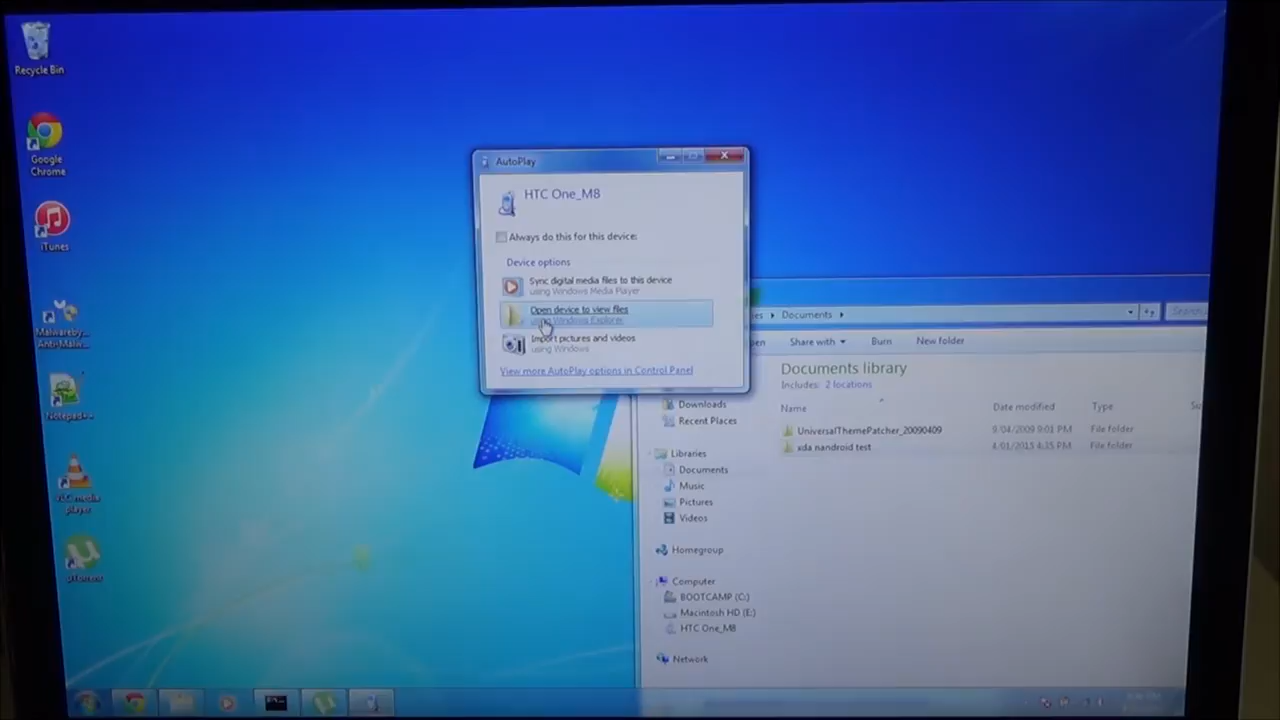 Recycle Bin
Google
Chrome
iTunes
Malwareby...
Anti-Malw...
Notepad++
VLC media
player
µTorrent
AutoPlay
HTC One_M8
Always do this for this device:
Device options
Sync digital media files to this device
using Windows Media Player
Open device to view files
using Windows Explorer
Import pictures and videos
using Windows
View more AutoPlay options in Control Panel
Documents
Search
Share with
Burn
New folder
Documents library
Includes: 2 locations
Name
Date modified
Type
UniversalThemePatcher_20090409
9/04/2009 9:01 PM
File folder
xda nandroid test
4/01/2015 4:35 PM
File folder
Downloads
Recent Places
Libraries
Documents
Music
Pictures
Videos
Homegroup
Computer
BOOTCAMP (C:)
Macintosh HD (E:)
HTC One_M8
Network